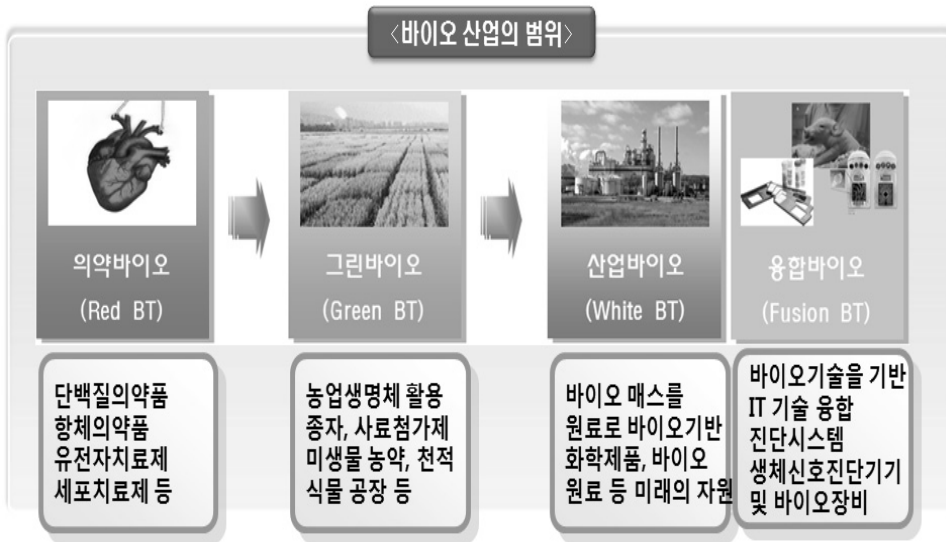 〈바이오 산업의 범위〉
의약바이오
(Red BT)
단백질의약품
항체의약품
유전자치료제
세포치료제 등
그린바이오
(Green BT)
농업생명체 활용
종자, 사료첨가제
미생물 농약, 천적
식물 공장 등
산업바이오
(White BT)
바이오 매스를
원료로 바이오기반
화학제품, 바이오
원료 등 미래의 자원
융합바이오
(Fusion BT)
바이오기술을 기반
IT 기술 융합
진단시스템
생체신호진단기기
및 바이오장비